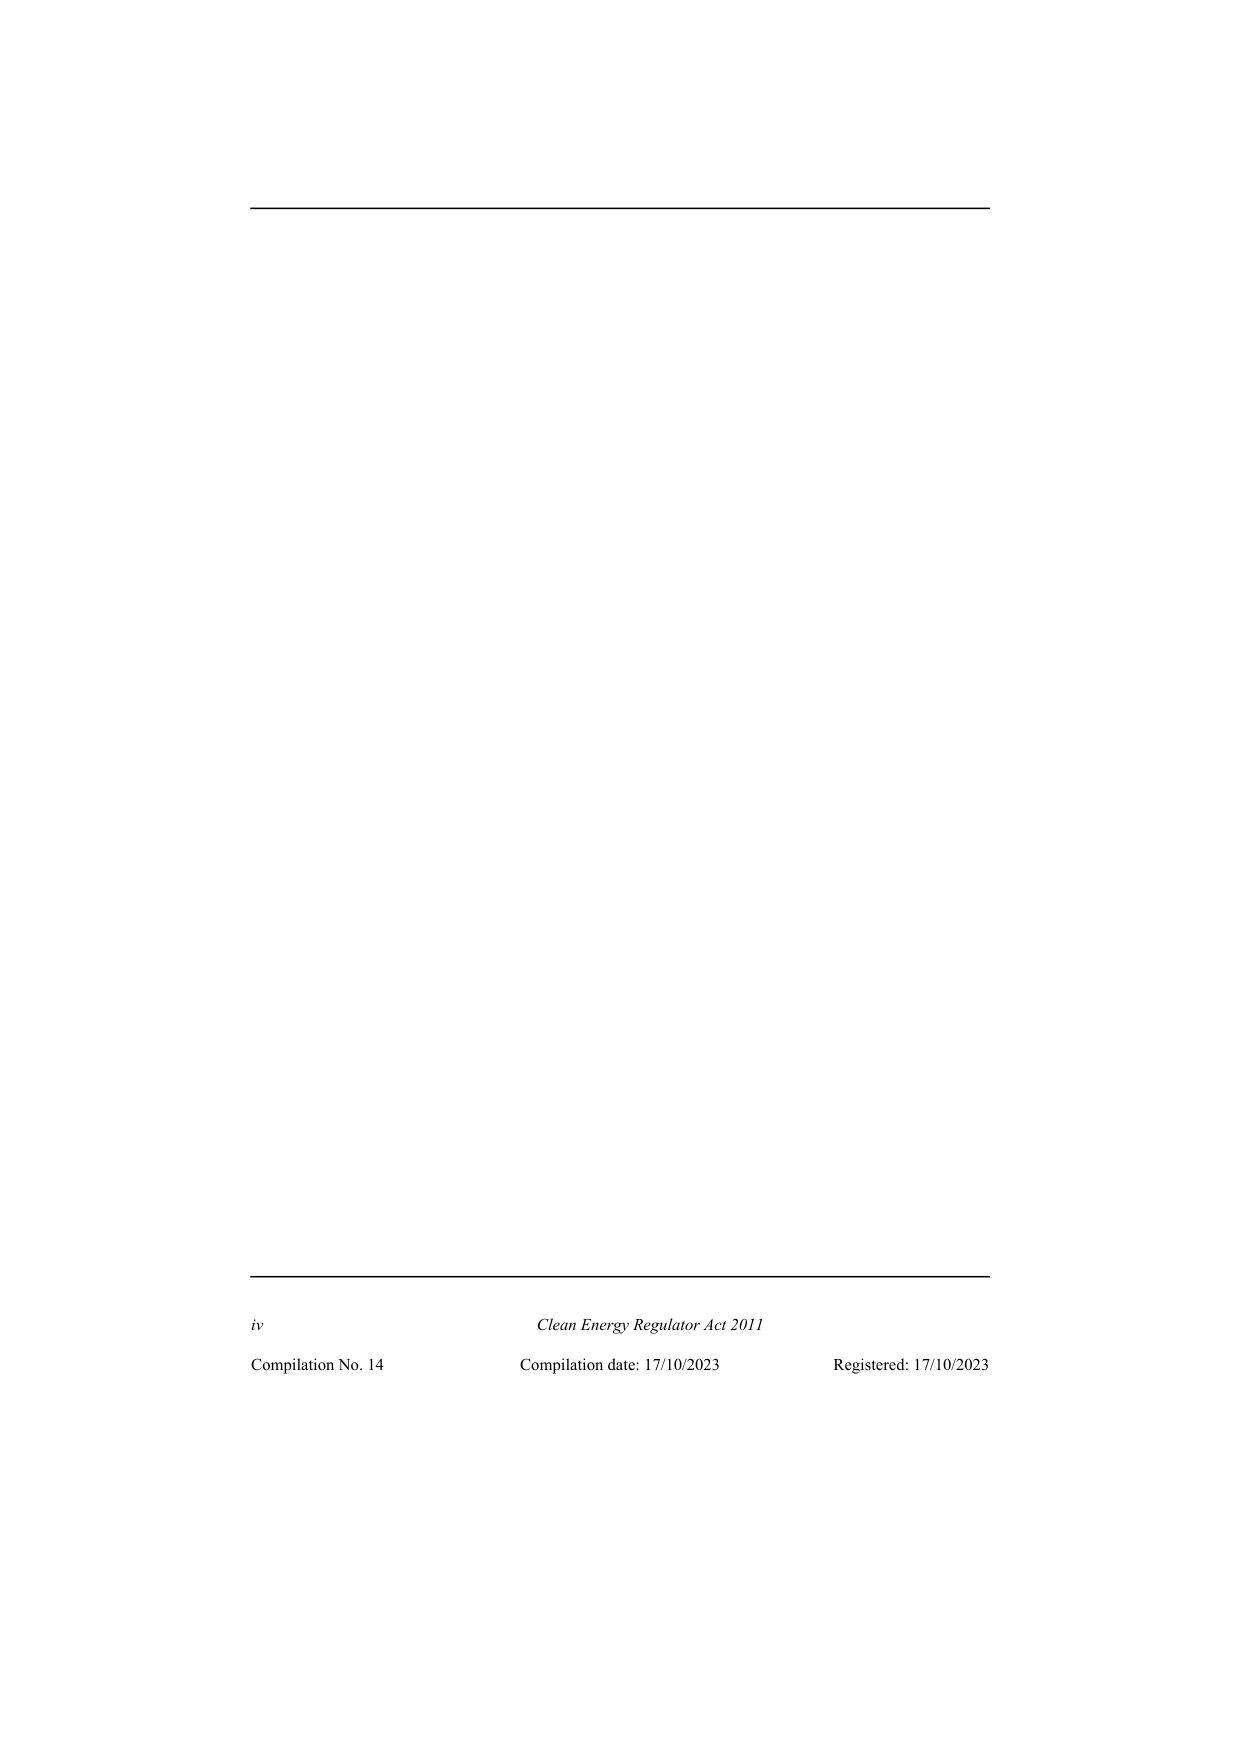 iv Clean Energy Regulator Act 2011
Compilation No. 14 Compilation date: 17/10/2023 Registered: 17/10/2023